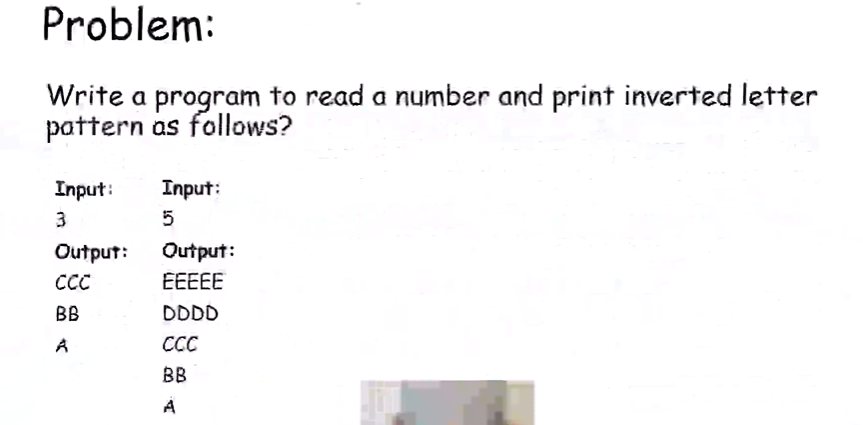 Problem:
Write a program to read a number and print inverted letter
pattern as follows?
Input: Input:
3 5
Output: Output:
CCC EEEEE
BB DDDD
A CCC
BB
A